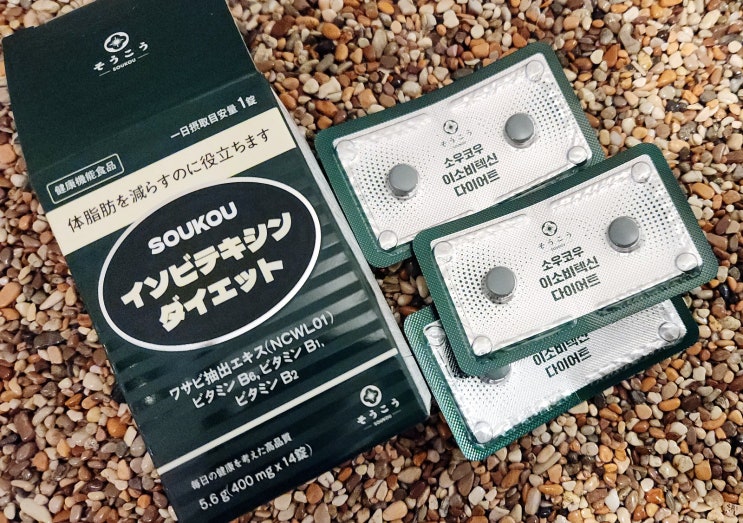 そうこう
SOUKOU
一日摂取目安量1錠
健康機能食品
体脂肪を減らすのに役立ちます
SOUKOU
イソビテキシン
ダイエット
ワサビ抽出エキス(NCWL01)
ビタミン B6, ビタミン B1,
ビタミン B2
そうこう
SOUKOU
毎日の健康を考えた高品質
5.6g(400mg x 14錠)
そうこう
SOUKOU
소우코우
이소비텍신
다이어트
そうこう
소우코우
이소비텍신
다이어트
이소비텍신
다이어트